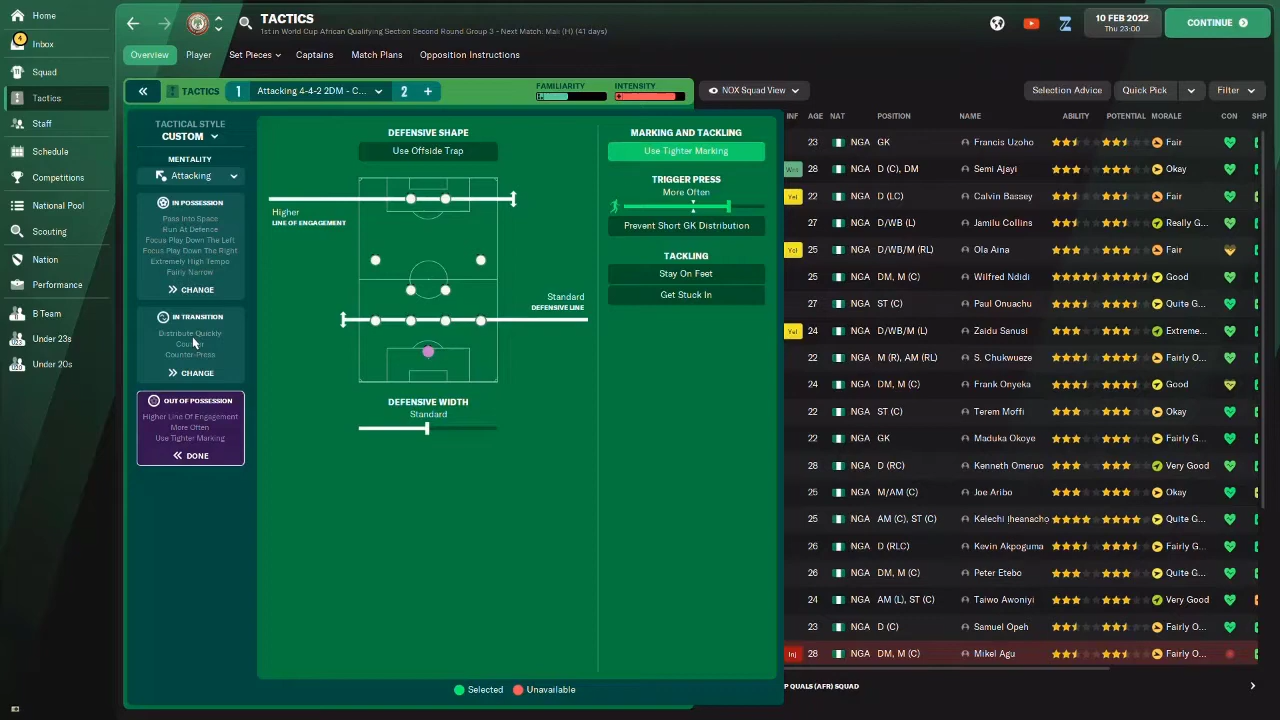 Home
4
Inbox
Squad
Tactics
Staff
Schedule
Competitions
National Pool
Scouting
Nation
Performance
B Team
Under 23s
Under 20s
TACTICS
1st in World Cup African Qualifying Section Second Round Group 3 - Next Match: Mali (H) (41 days)
10 FEB 2022
Thu 23:00
CONTINUE
Overview
Player
Set Pieces
Captains
Match Plans
Opposition Instructions
TACTICS
1
Attacking 4-4-2 2DM - C...
2
FAMILIARITY
INTENSITY
NOX Squad View
Selection Advice
Quick Pick
Filter
TACTICAL STYLE
CUSTOM
MENTALITY
Attacking
IN POSSESSION
Pass Into Space
Run At Defence
Focus Play Down The Left
Focus Play Down The Right
Extremely High Tempo
Fairly Narrow
CHANGE
IN TRANSITION
Distribute Quickly
Counter
Counter-Press
CHANGE
OUT OF POSSESSION
Higher Line Of Engagement
More Often
Use Tighter Marking
DONE
DEFENSIVE SHAPE
Use Offside Trap
Higher
LINE OF ENGAGEMENT
Standard
DEFENSIVE LINE
DEFENSIVE WIDTH
Standard
MARKING AND TACKLING
Use Tighter Marking
TRIGGER PRESS
More Often
Prevent Short GK Distribution
TACKLING
Stay On Feet
Get Stuck In
Selected
Unavailable
INF AGE NAT POSITION NAME ABILITY POTENTIAL MORALE CON SHP
23 NGA GK Francis Uzoho Fair
Wnt 28 NGA D (C), DM Semi Ajayi Okay
Yel 22 NGA D (LC) Calvin Bassey Fair
27 NGA D/WB (L) Jamilu Collins Really G...
Yel 25 NGA D/WB (RL), M (RL) Ola Aina Fair
25 NGA DM, M (C) Wilfred Ndidi Good
27 NGA ST (C) Paul Onuachu Quite G...
Yel 24 NGA D/WB/M (L) Zaidu Sanusi Extreme...
22 NGA M (R), AM (RL) S. Chukwueze Fairly O...
24 NGA DM, M (C) Frank Onyeka Good
22 NGA ST (C) Terem Moffi Okay
22 NGA GK Maduka Okoye Fairly G...
28 NGA D (RC) Kenneth Omeruo Very Good
25 NGA M/AM (C) Joe Aribo Okay
25 NGA AM (C), ST (C) Kelechi Iheanacho Quite G...
26 NGA D (RLC) Kevin Akpoguma Fairly G...
26 NGA DM, M (C) Peter Etebo Quite G...
24 NGA AM (L), ST (C) Taiwo Awoniyi Very Good
23 NGA D (C) Samuel Opeh Fairly O...
Inj 28 NGA DM, M (C) Mikel Agu Fairly O...
P QUALS (AFR) SQUAD